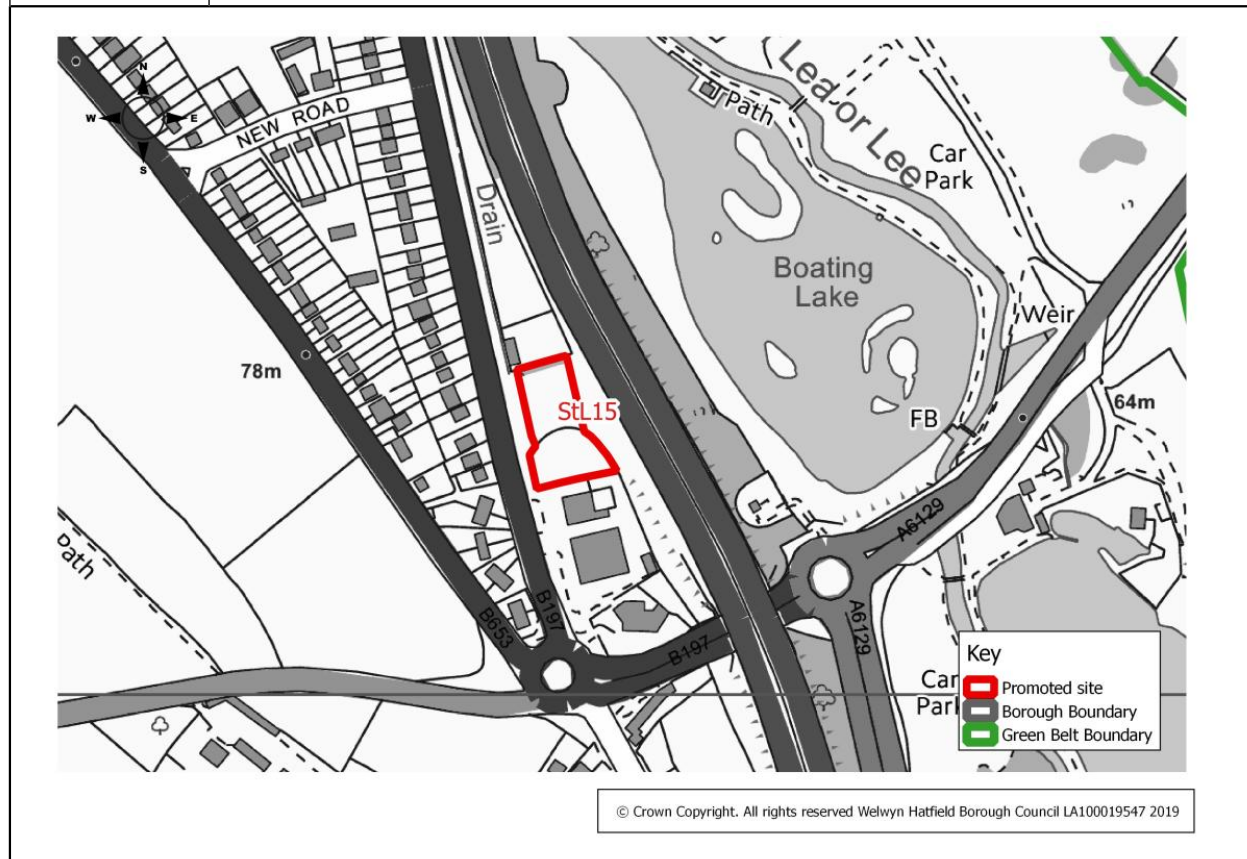 N
W
E
S
NEW ROAD
Drain
Path
Lea or Lee
Car
Park
Boating
Lake
Weir
78m
StL15
FB
64m
A6129
Path
B653
B197
B197
A6129
Car
Park
Key
Promoted site
Borough Boundary
Green Belt Boundary
© Crown Copyright. All rights reserved Welwyn Hatfield Borough Council LA100019547 2019